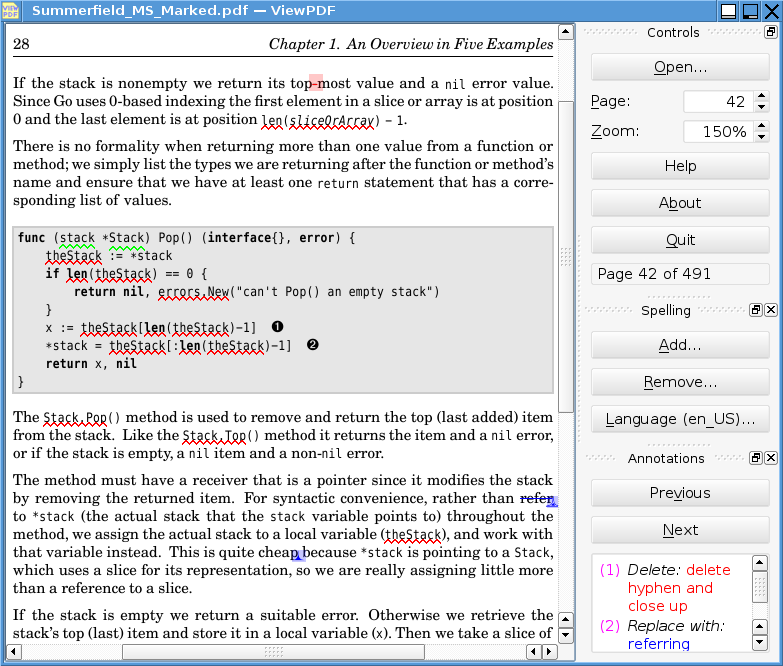 Summerfield_MS_Marked.pdf — ViewPDF
28 Chapter 1. An Overview in Five Examples
If the stack is nonempty we return its top-most value and a nil error value.
Since Go uses 0-based indexing the first element in a slice or array is at position
0 and the last element is at position len(sliceOrArray) − 1.
There is no formality when returning more than one value from a function or
method; we simply list the types we are returning after the function or method's
name and ensure that we have at least one return statement that has a corre-
sponding list of values.
func (stack *Stack) Pop() (interface{}, error) {
    theStack := *stack
    if len(theStack) == 0 {
        return nil, errors.New("can't Pop() an empty stack")
    }
    x := theStack[len(theStack)-1] ❶
    *stack = theStack[:len(theStack)-1] ❷
    return x, nil
}
The Stack.Pop() method is used to remove and return the top (last added) item
from the stack. Like the Stack.Top() method it returns the item and a nil error,
or if the stack is empty, a nil item and a non-nil error.
The method must have a receiver that is a pointer since it modifies the stack
by removing the returned item. For syntactic convenience, rather than refer
to *stack (the actual stack that the stack variable points to) throughout the
method, we assign the actual stack to a local variable (theStack), and work with
that variable instead. This is quite cheap because *stack is pointing to a Stack,
which uses a slice for its representation, so we are really assigning little more
than a reference to a slice.
If the stack is empty we return a suitable error. Otherwise we retrieve the
stack's top (last) item and store it in a local variable (x). Then we take a slice of
Controls
Open...
Page: 42
Zoom: 150%
Help
About
Quit
Page 42 of 491
Spelling
Add...
Remove...
Language (en_US)...
Annotations
Previous
Next
(1) Delete: delete
hyphen and
close up
(2) Replace with:
referring